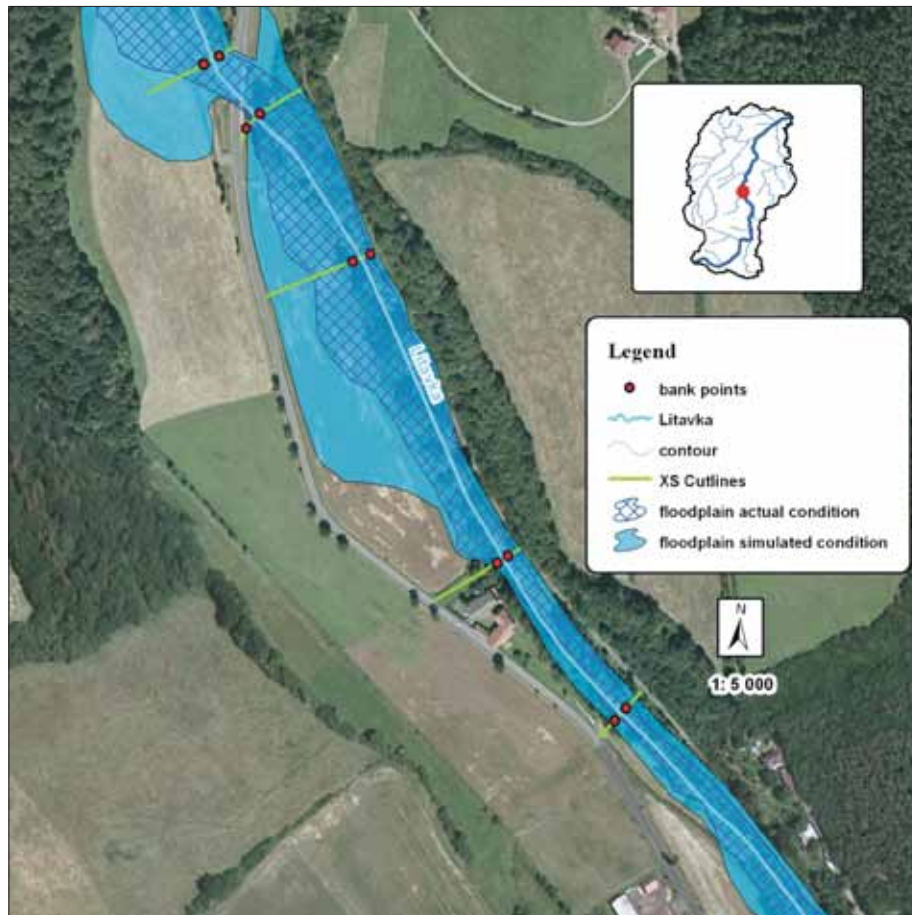 Litavka
Legend
bank points
Litavka
contour
XS Cutlines
floodplain actual condition
floodplain simulated condition
N
1: 5 000